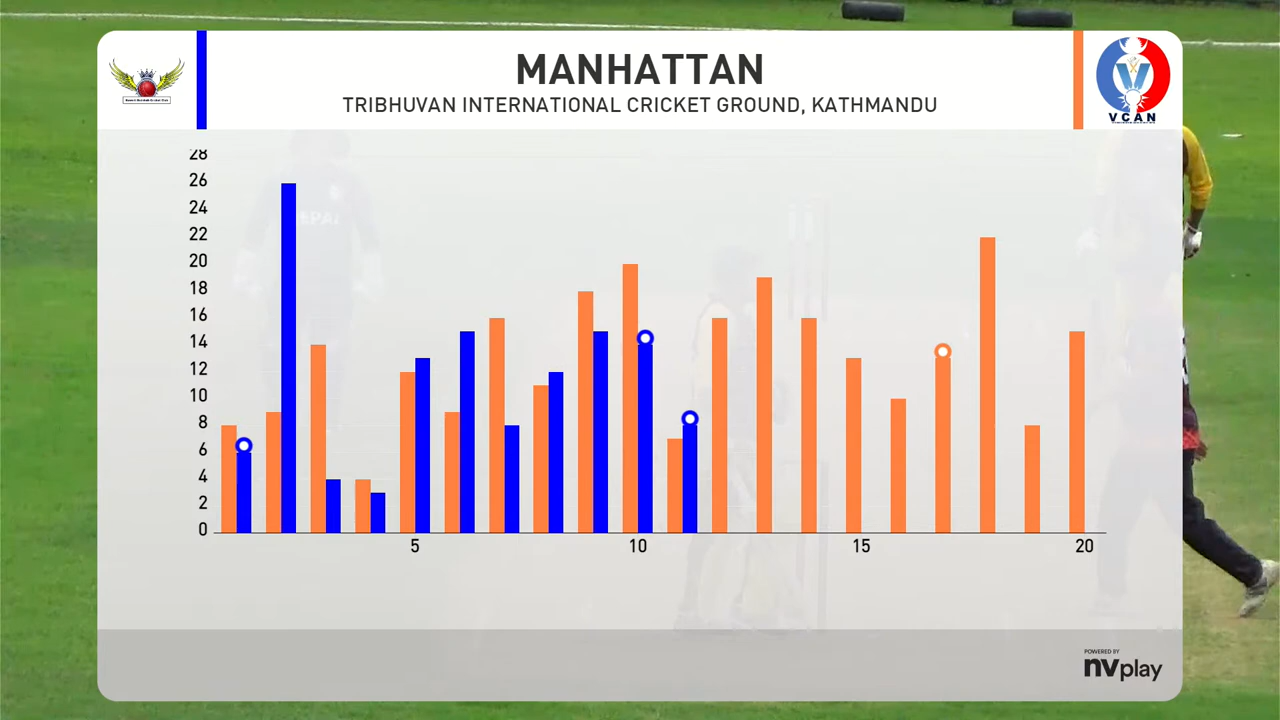 MANHATTAN
TRIBHUVAN INTERNATIONAL CRICKET GROUND, KATHMANDU
VCAN
28
26
24
22
20
18
16
14
12
10
8
6
4
2
0
5 10 15 20
POWERED BY
nvplay